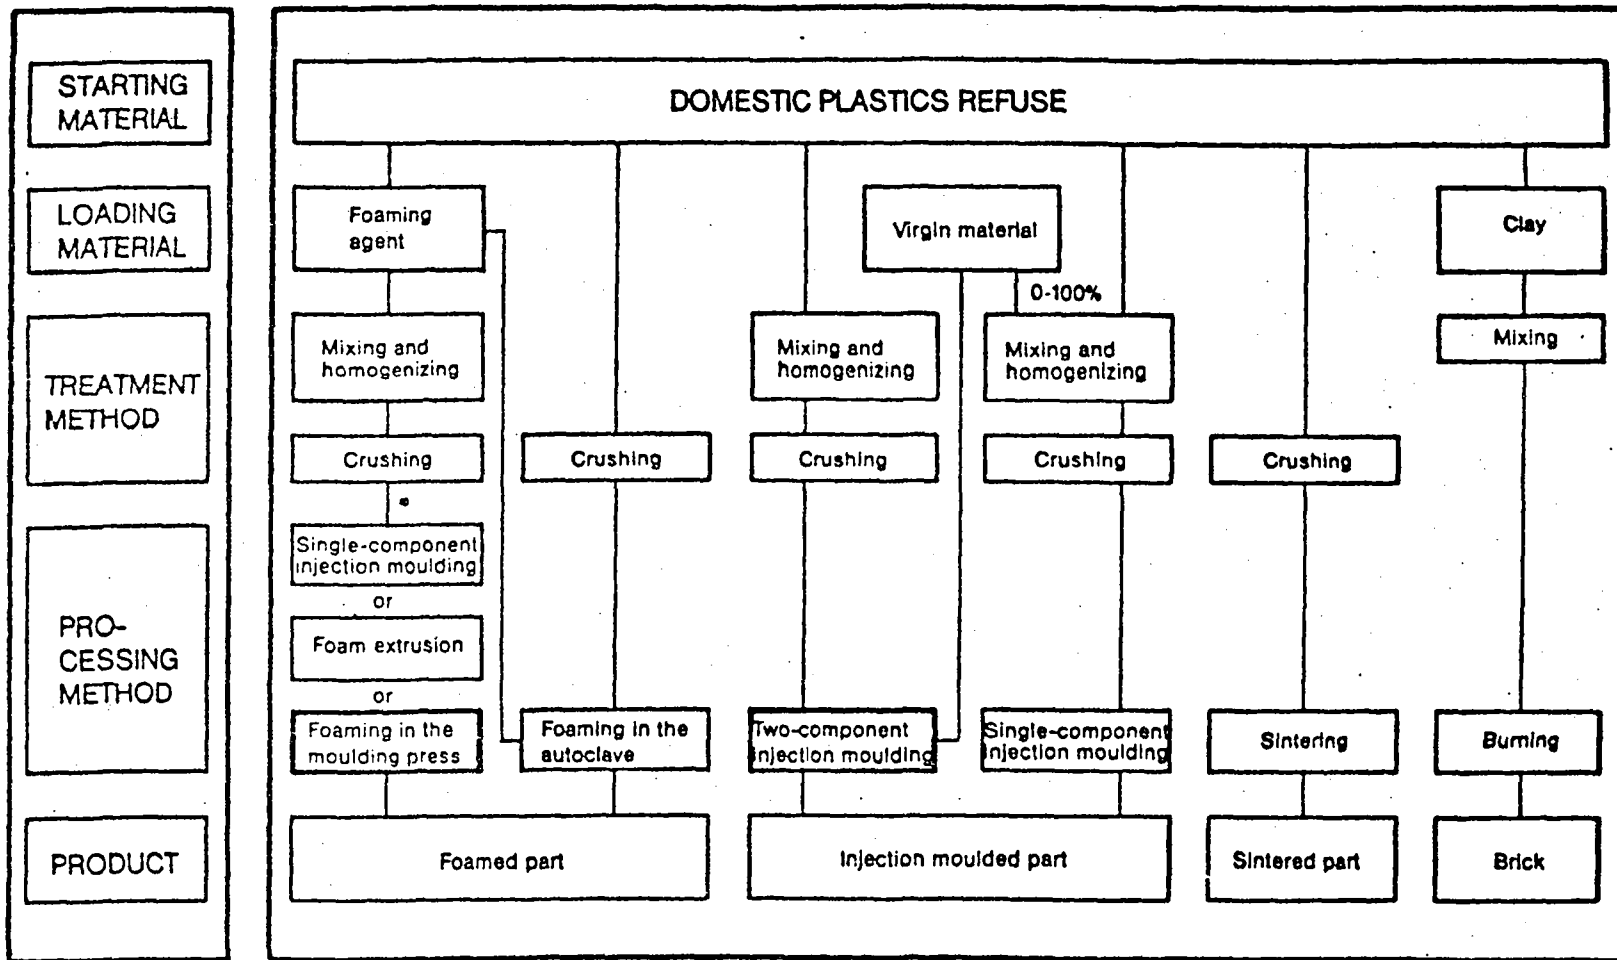 STARTING
MATERIAL
DOMESTIC PLASTICS REFUSE
LOADING
MATERIAL
Foaming
agent
Virgin material
Clay
0-100%
TREATMENT
METHOD
Mixing and
homogenizing
Mixing and
homogenizing
Mixing and
homogenizing
Mixing
Crushing
Crushing
Crushing
Crushing
Crushing
PRO-
CESSING
METHOD
Single-component
injection moulding
or
Foam extrusion
or
Foaming in the
moulding press
Foaming in the
autoclave
Two-component
injection moulding
Single-component
injection moulding
Sintering
Burning
PRODUCT
Foamed part
Injection moulded part
Sintered part
Brick